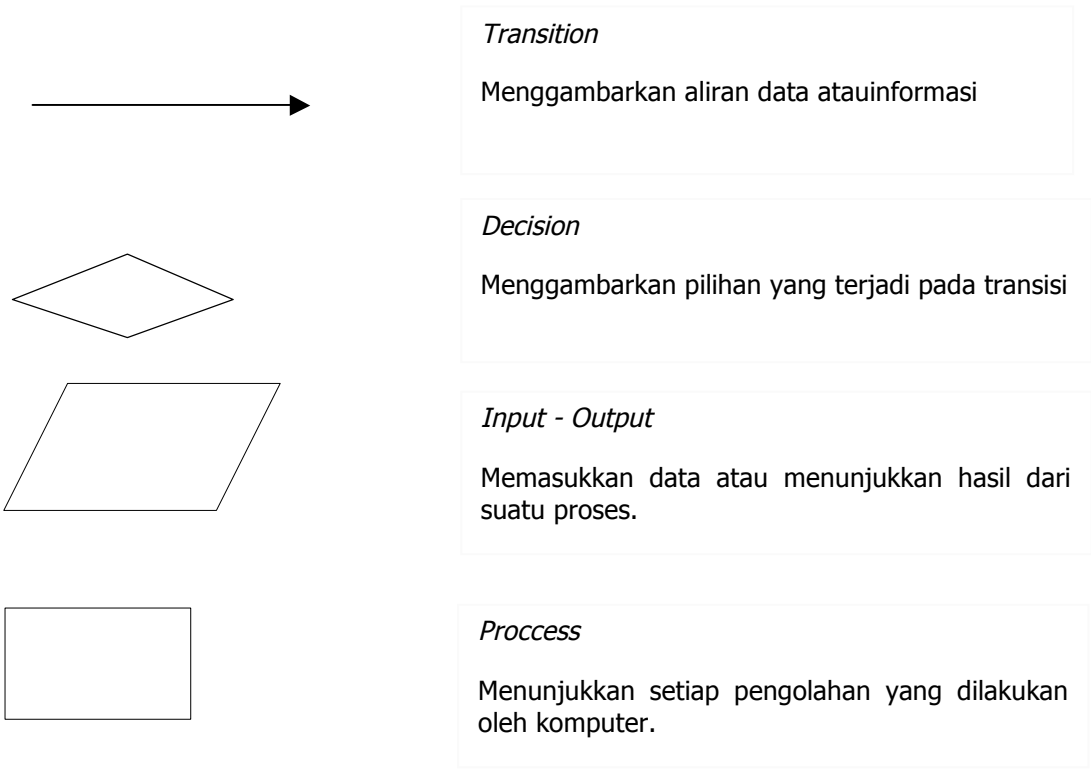 Transition
Menggambarkan aliran data atauinformasi
Decision
Menggambarkan pilihan yang terjadi pada transisi
Input - Output
Memasukkan data atau menunjukkan hasil dari
suatu proses.
Proccess
Menunjukkan setiap pengolahan yang dilakukan
oleh komputer.